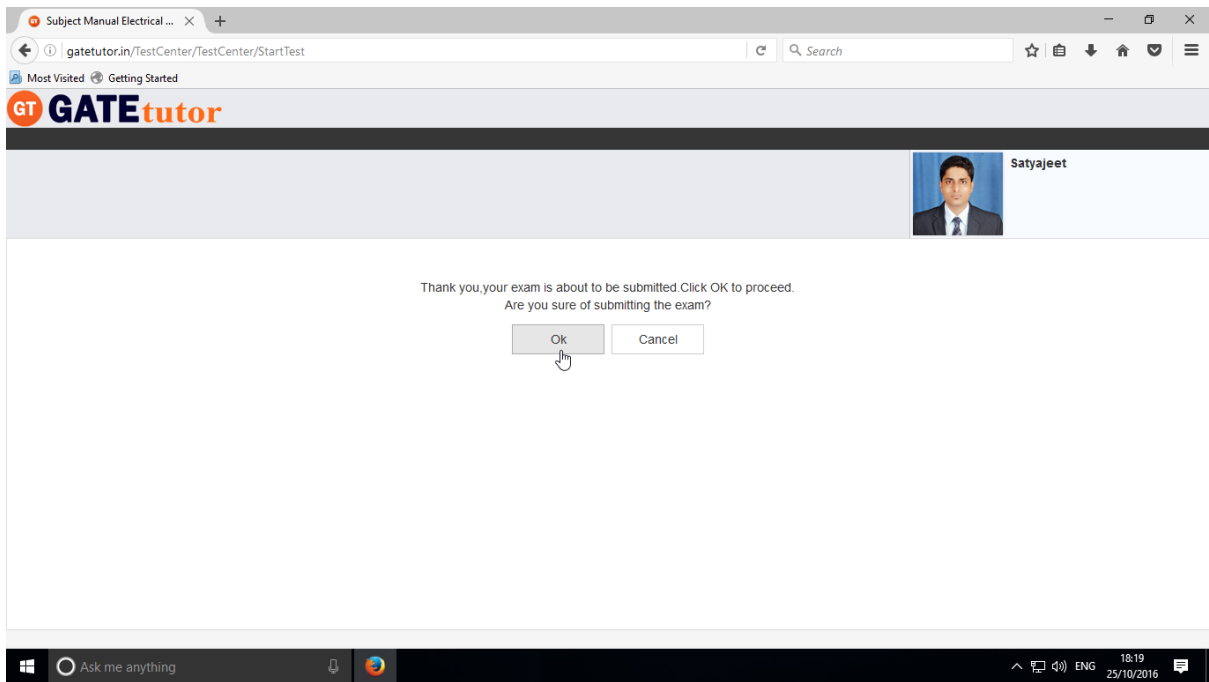 Subject Manual Electrical ...
gatetutor.in/TestCenter/TestCenter/StartTest
Search
Most Visited Getting Started
GT GATEtutor
Satyajeet
Thank you,your exam is about to be submitted.Click OK to proceed.
Are you sure of submitting the exam?
Ok Cancel
Ask me anything
ENG
18:19
25/10/2016